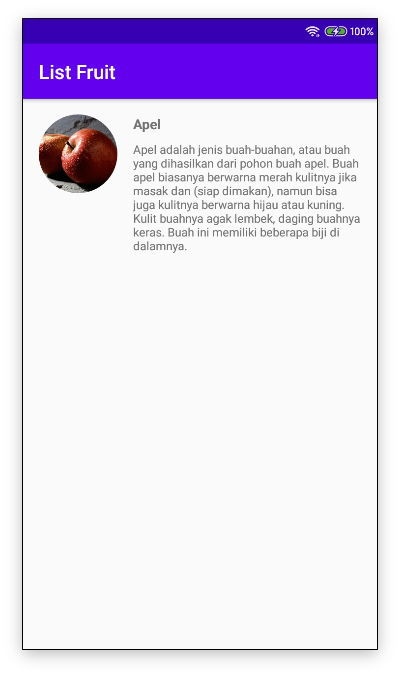 100%
List Fruit
Apel
Apel adalah jenis buah-buahan, atau buah
yang dihasilkan dari pohon buah apel. Buah
apel biasanya berwarna merah kulitnya jika
masak dan (siap dimakan), namun bisa
juga kulitnya berwarna hijau atau kuning.
Kulit buahnya agak lembek, daging buahnya
keras. Buah ini memiliki beberapa biji di
dalamnya.